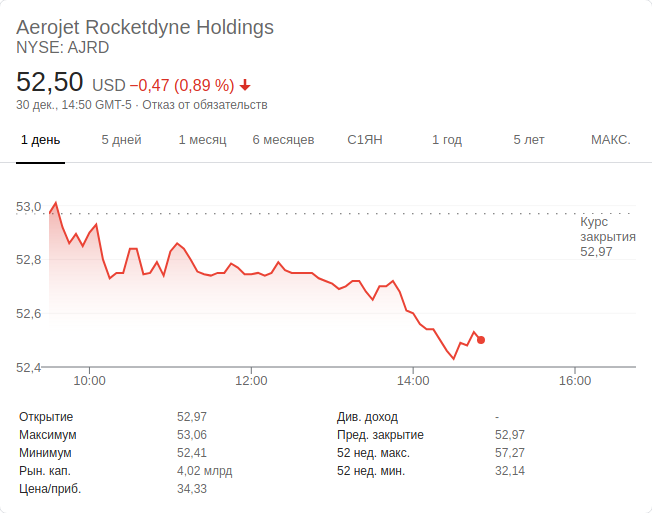 Aerojet Rocketdyne Holdings
NYSE: AJRD
52,50 USD −0,47 (0,89 %)
30 дек., 14:50 GMT-5 · Отказ от обязательств
1 день 5 дней 1 месяц 6 месяцев С1ЯН 1 год 5 лет МАКС.
53,0
Курс
закрытия
52,97
52,8
52,6
52,4
10:00 12:00 14:00 16:00
Открытие 52,97 Див. доход -
Максимум 53,06 Пред. закрытие 52,97
Минимум 52,41 52 нед. макс. 57,27
Рын. кап. 4,02 млрд 52 нед. мин. 32,14
Цена/приб. 34,33